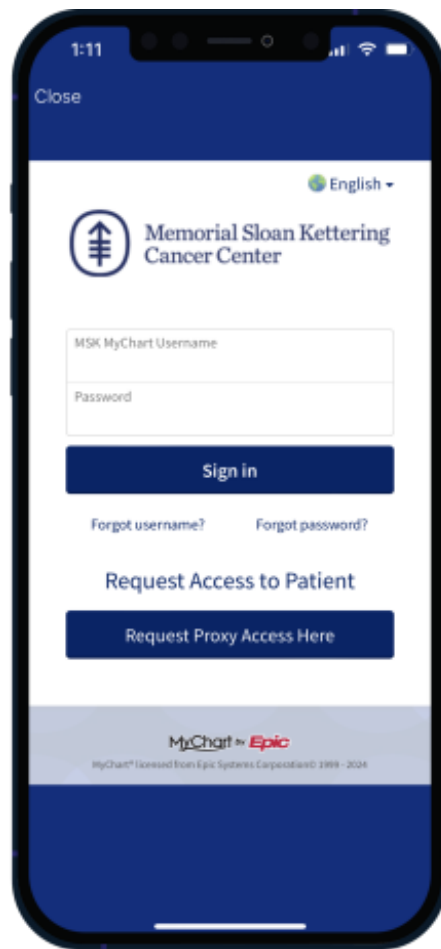 1:11
Close
English
Memorial Sloan Kettering
Cancer Center
MSK MyChart Username
Password
Sign in
Forgot username? Forgot password?
Request Access to Patient
Request Proxy Access Here
MyChart by Epic
MyChart® licensed from Epic Systems Corporation© 1999 - 2024